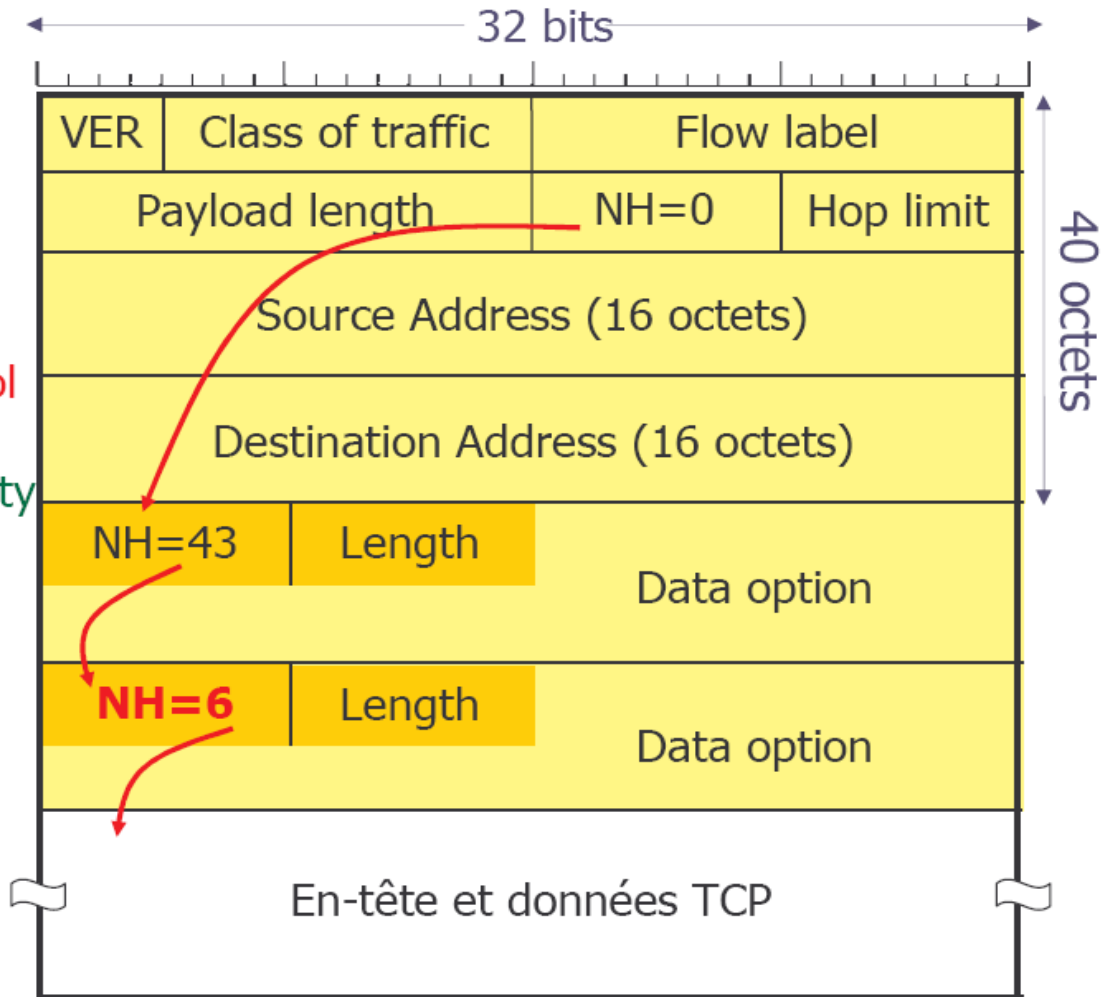 32 bits
VER Class of traffic Flow label
Payload length NH=0 Hop limit
40 octets
Source Address (16 octets)
ol
Destination Address (16 octets)
ty
NH=43 Length
Data option
NH=6 Length
Data option
En-tête et données TCP